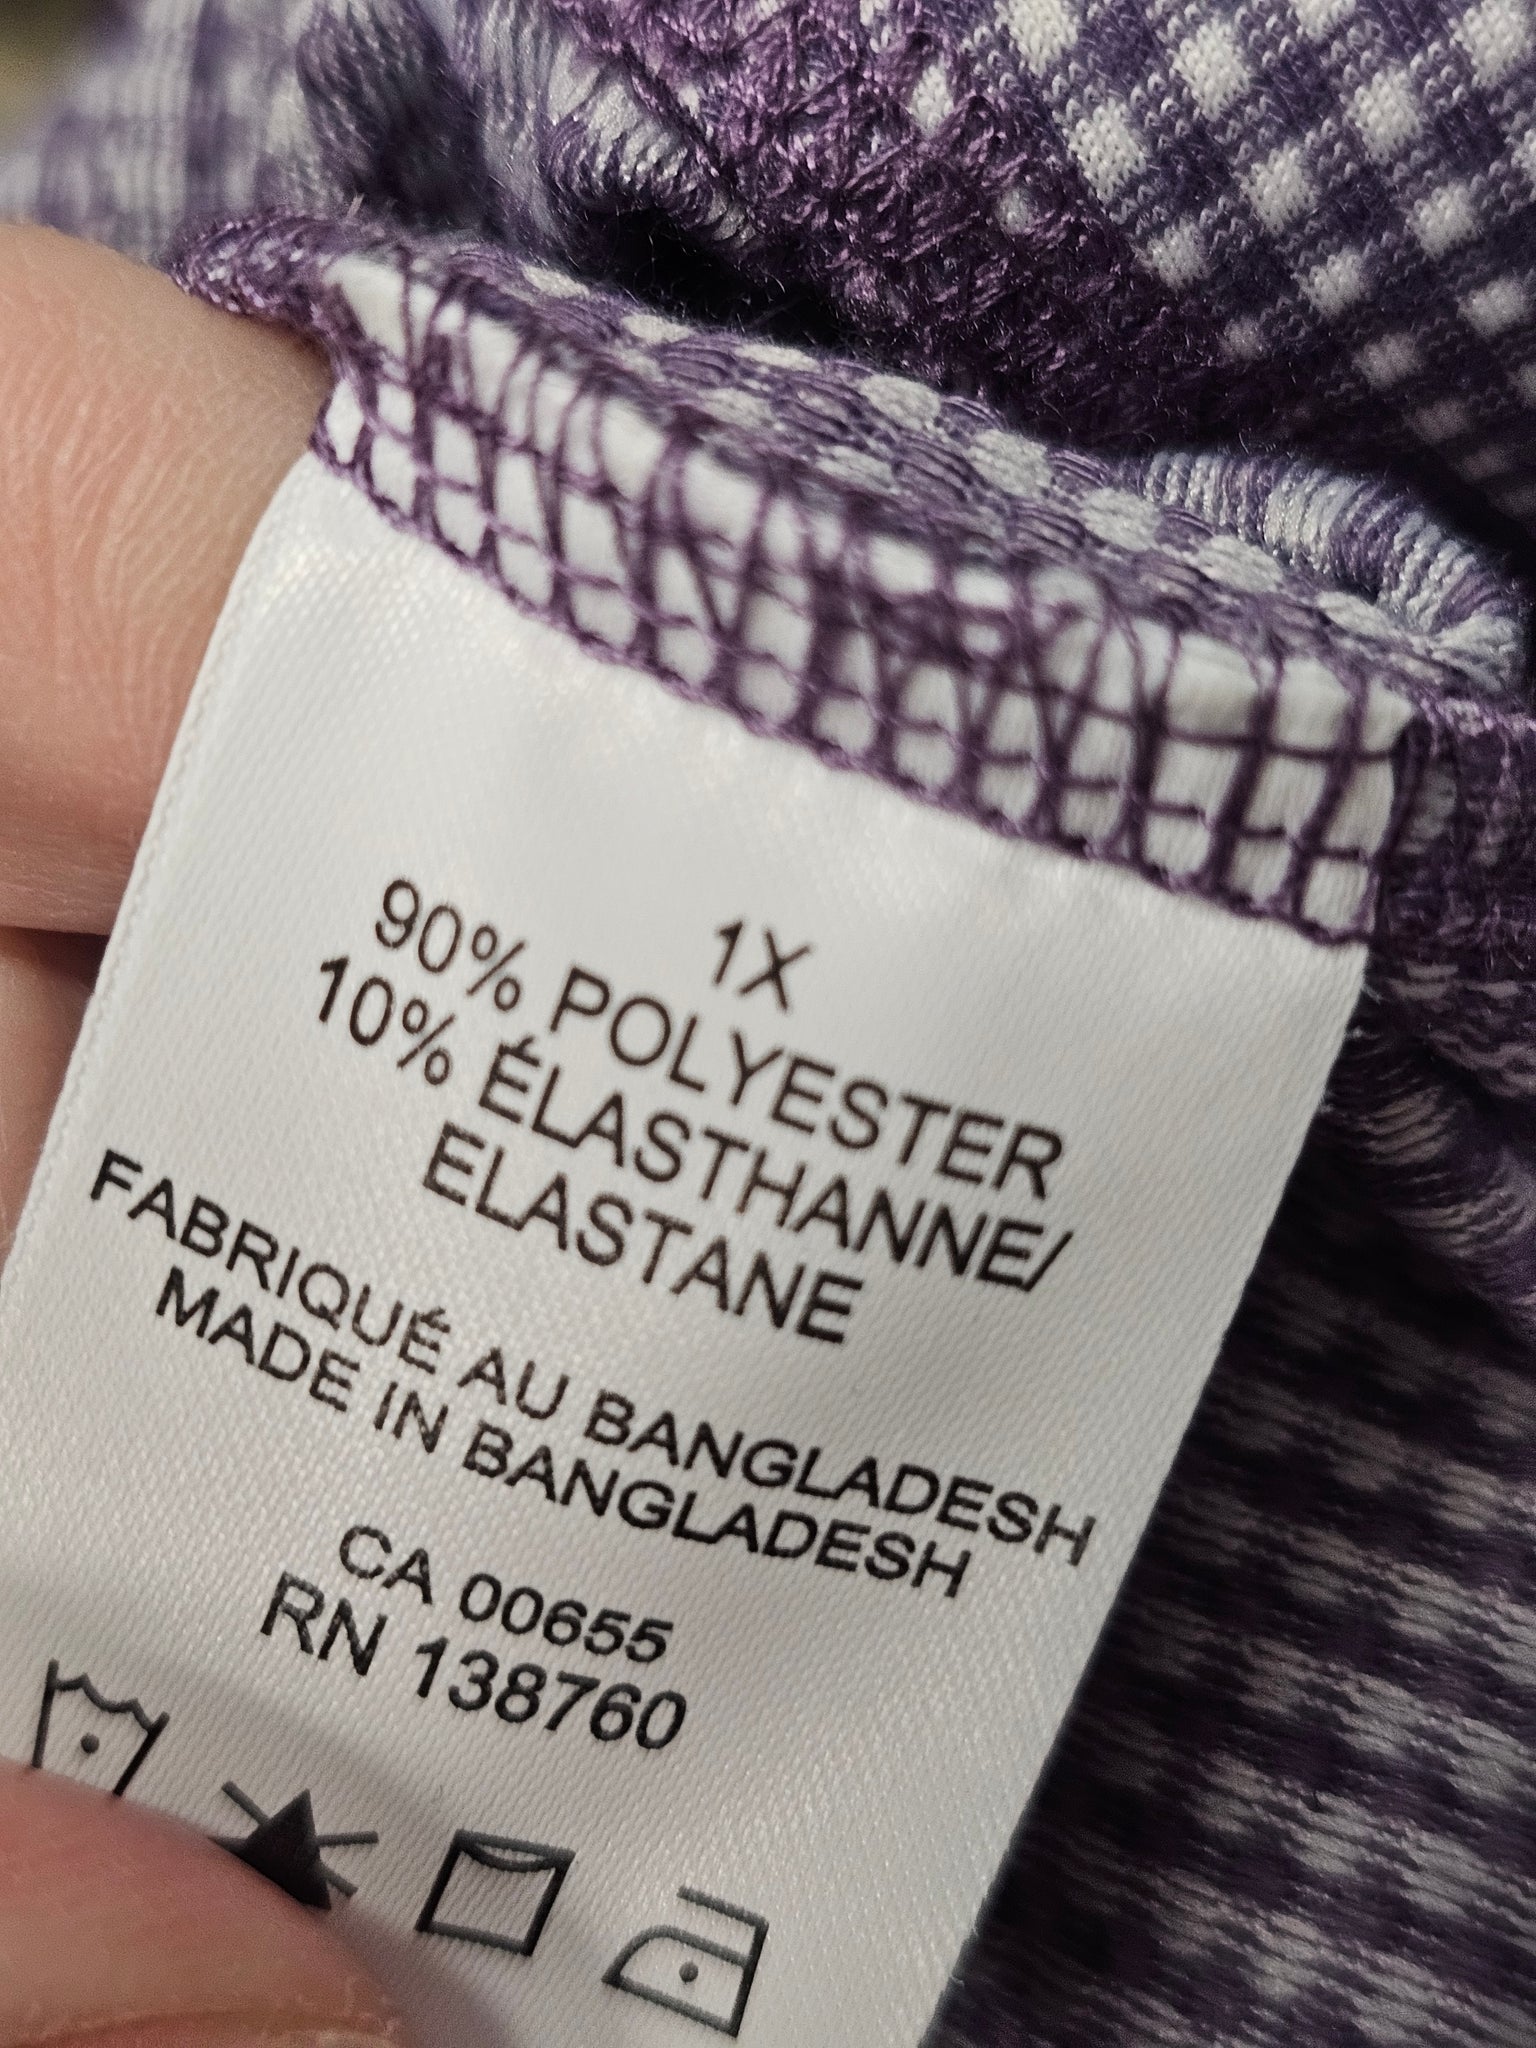 1X
90% POLYESTER
10% ÉLASTHANNE/
ELASTANE
FABRIQUÉ AU BANGLADESH
MADE IN BANGLADESH
CA 00655
RN 138760